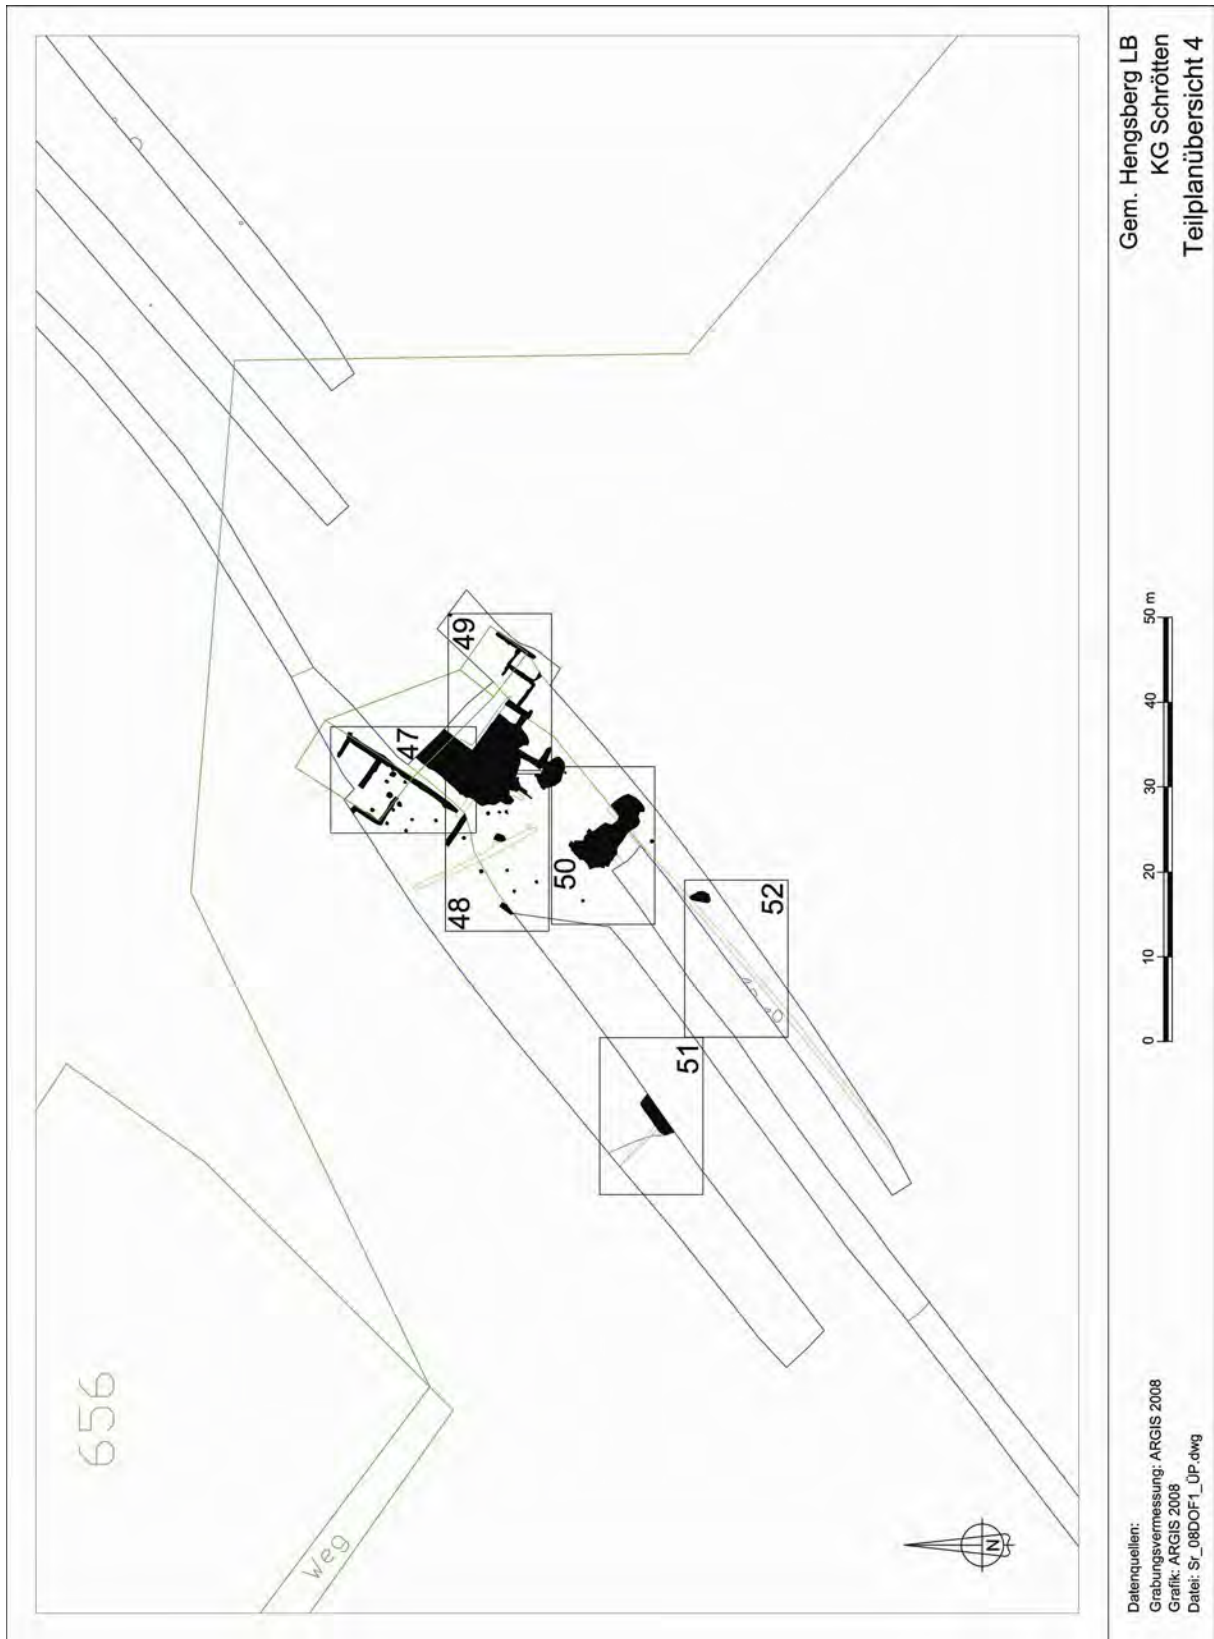 656
Weg
47
49
48
50
51
52
N
Datenquellen:
Grabungsvermessung: ARGIS 2008
Grafik: ARGIS 2008
Datei: Sr_08DOF1_ÜP.dwg
0 10 20 30 40 50 m
Gem. Hengsberg LB
KG Schrötten
Teilplanübersicht 4